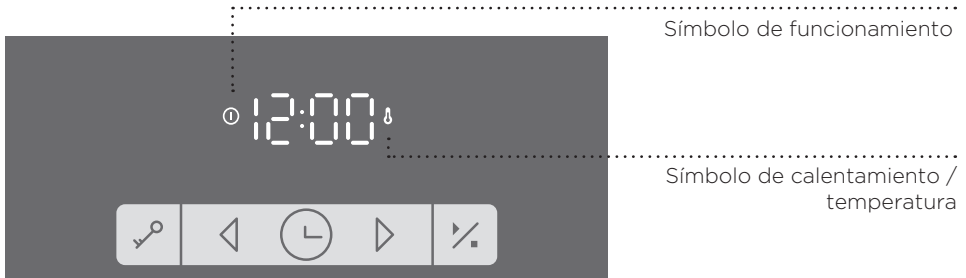 Símbolo de funcionamiento
12:00
Símbolo de calentamiento /
temperatura